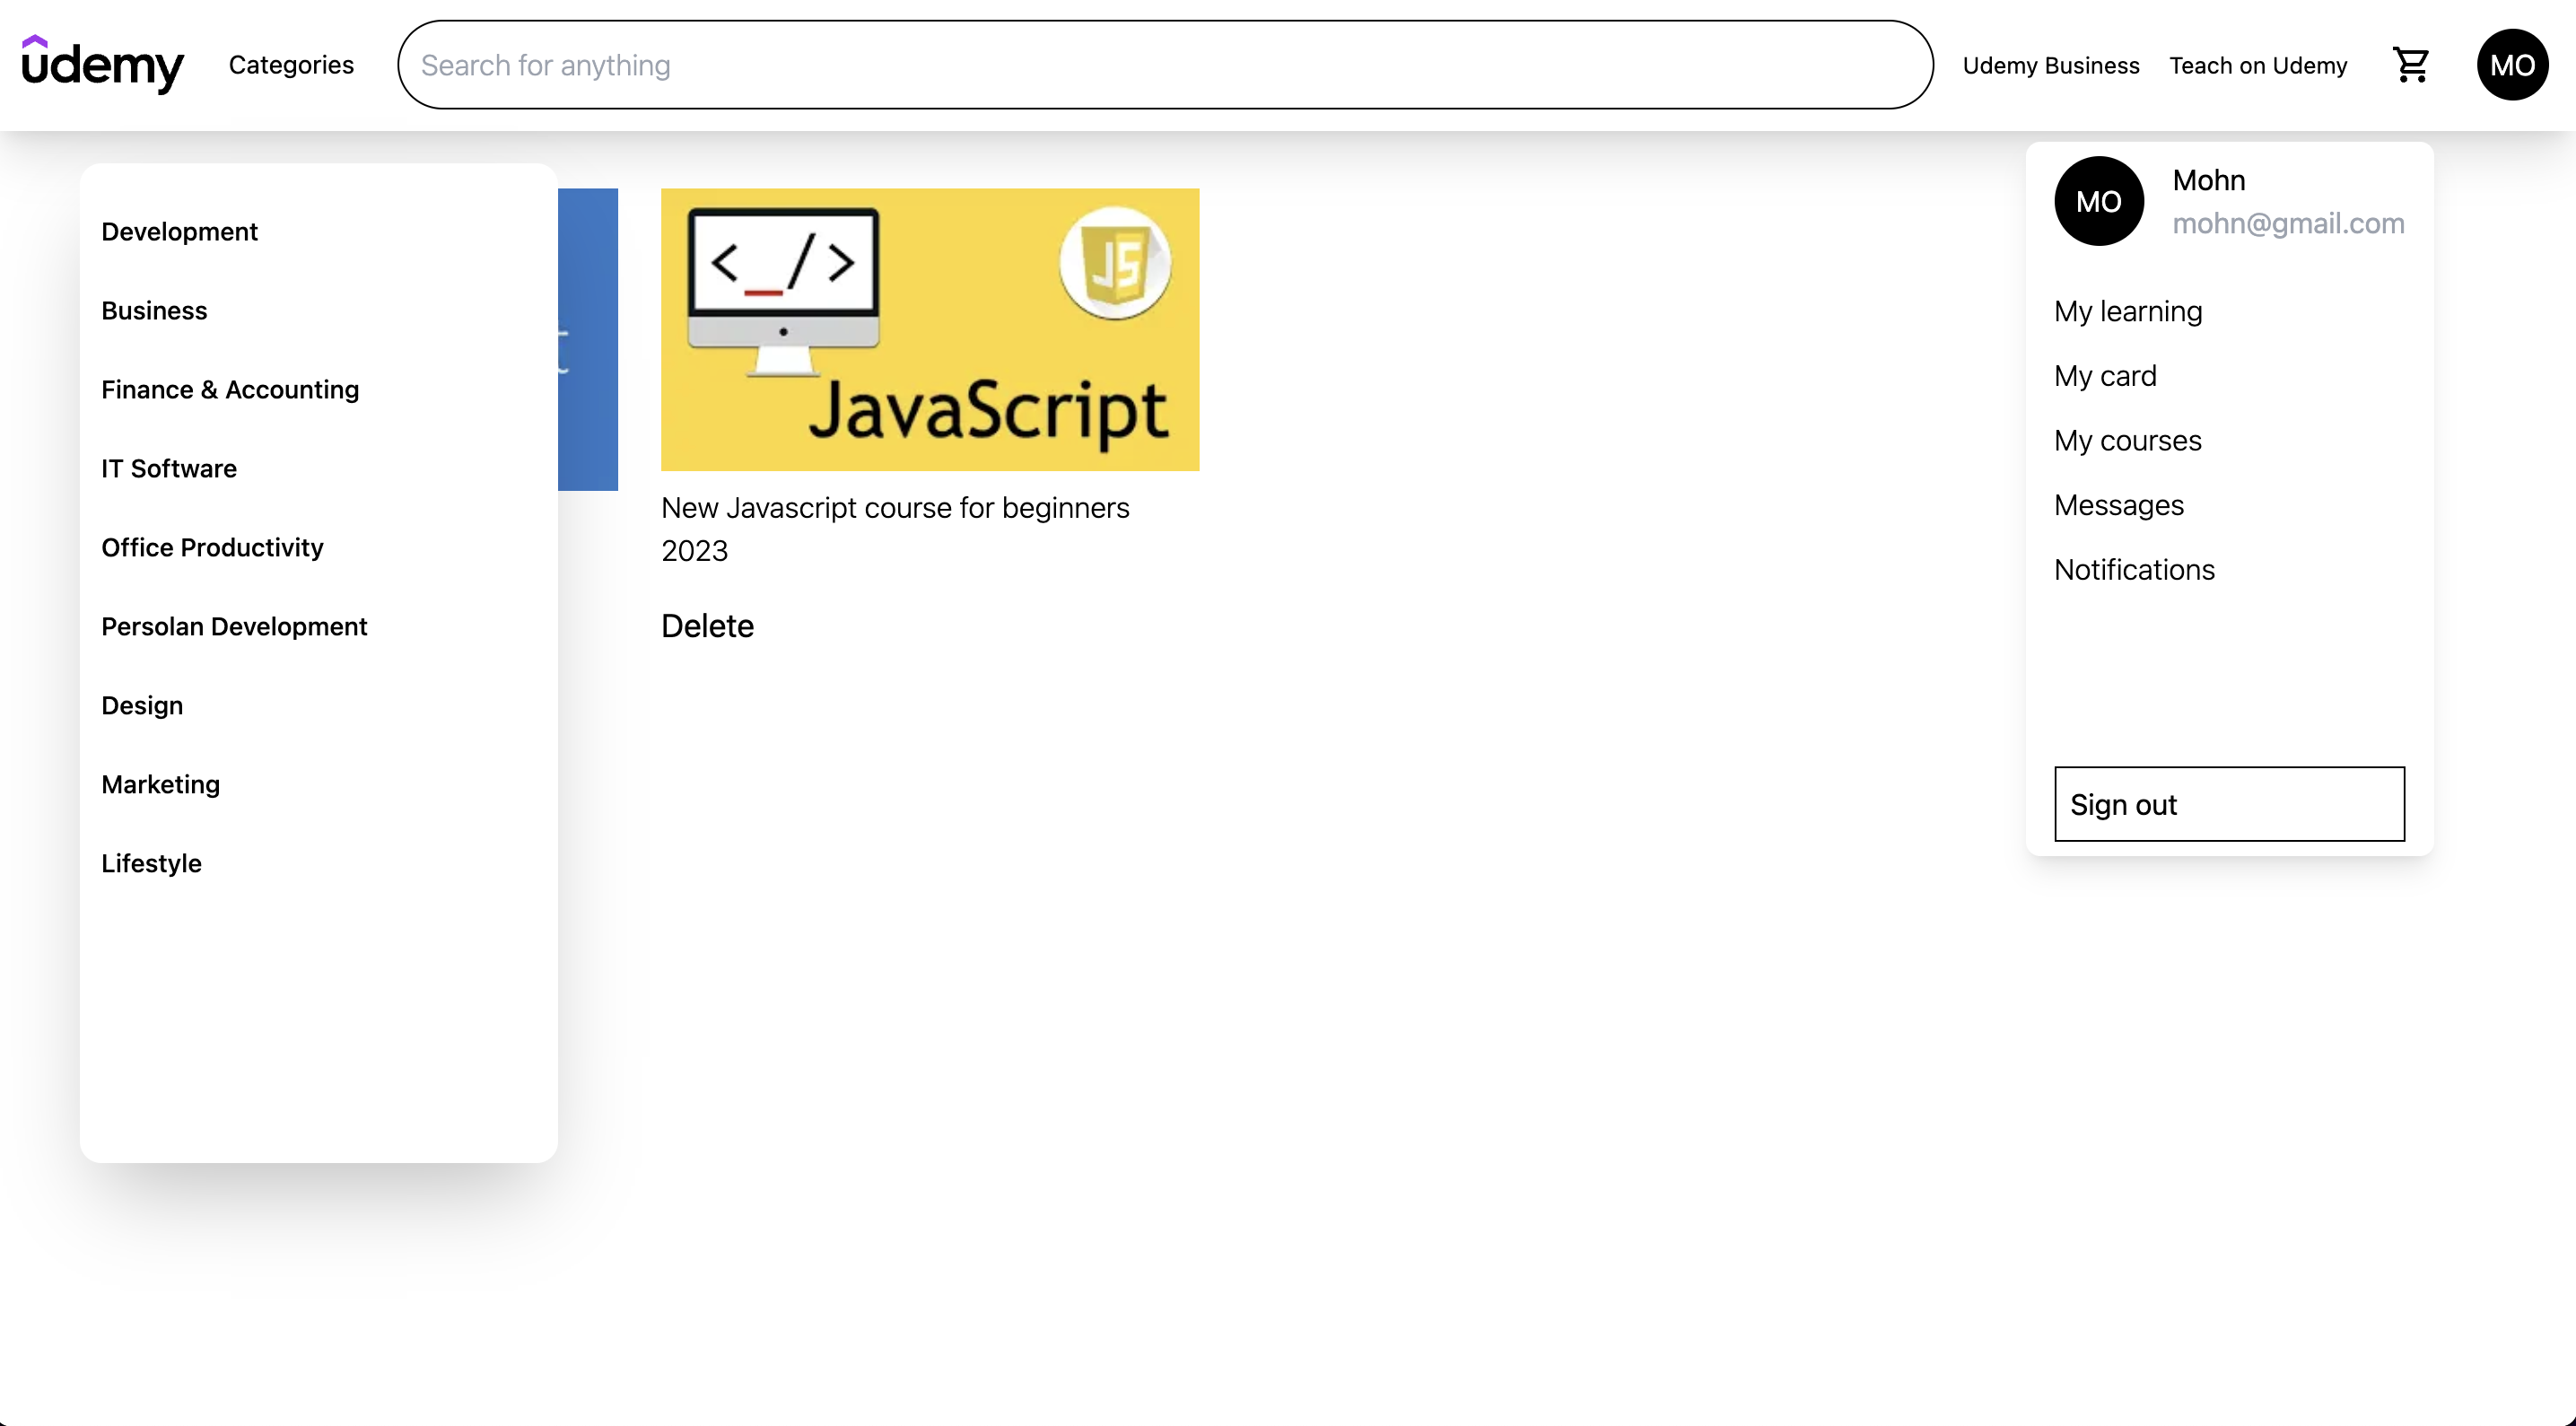 udemy
Categories
Search for anything
Udemy Business
Teach on Udemy
MO
Development
Business
Finance & Accounting
IT Software
Office Productivity
Persolan Development
Design
Marketing
Lifestyle
t
<_/>
JS
JavaScript
New Javascript course for beginners
2023
Delete
MO
Mohn
mohn@gmail.com
My learning
My card
My courses
Messages
Notifications
Sign out